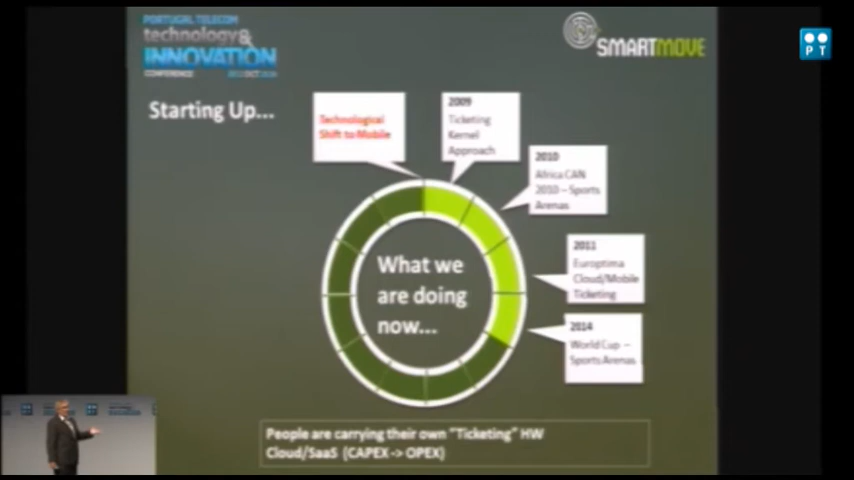 PORTUGAL TELECOM
technology&
INNOVATION
CONFERENCE
SMARTMOVE
PT
Starting Up...
Technological
Shift to Mobile
2009
Ticketing
Kernel
Approach
2010
Africa CAN
2010 – Sports
Arenas
2011
Europtima
Cloud/Mobile
Ticketing
2014
World Cup –
Sports Arenas
What we
are doing
now...
People are carrying their own "Ticketing" HW
Cloud/SaaS (CAPEX -> OPEX)